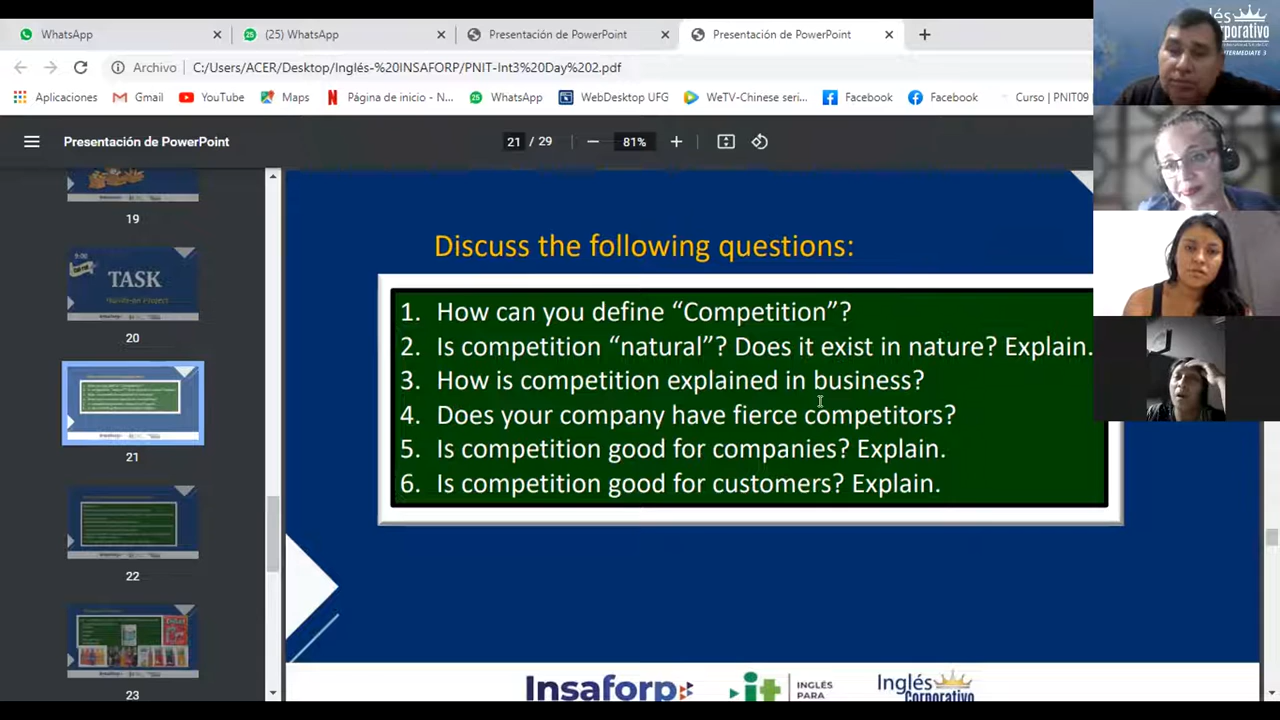 WhatsApp
(25) WhatsApp
Presentación de PowerPoint
Presentación de PowerPoint
Archivo
C:/Users/ACER/Desktop/Inglés-%20INSAFORP/PNIT-Int3%20Day%202.pdf
Aplicaciones
Gmail
YouTube
Maps
Página de inicio - N...
WhatsApp
WebDesktop UFG
WeTV-Chinese seri...
Facebook
Facebook
Curso | PNIT09
Presentación de PowerPoint
21 / 29
81%
19
TASK
Hands-on Project
20
21
22
23
Discuss the following questions:
1. How can you define “Competition”?
2. Is competition “natural”? Does it exist in nature? Explain.
3. How is competition explained in business?
4. Does your company have fierce competitors?
5. Is competition good for companies? Explain.
6. Is competition good for customers? Explain.
Insaforp
it
INGLÉS
PARA
Inglés
Corporativo